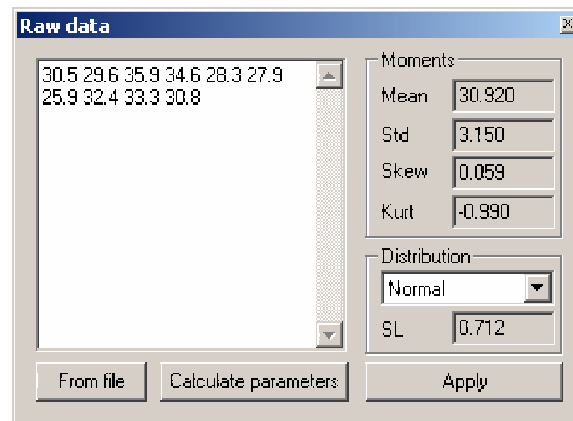 Raw data
30.5 29.6 35.9 34.6 28.3 27.9
25.9 32.4 33.3 30.8
Moments
Mean 30.920
Std 3.150
Skew 0.059
Kurt -0.990
Distribution
Normal
SL 0.712
From file
Calculate parameters
Apply